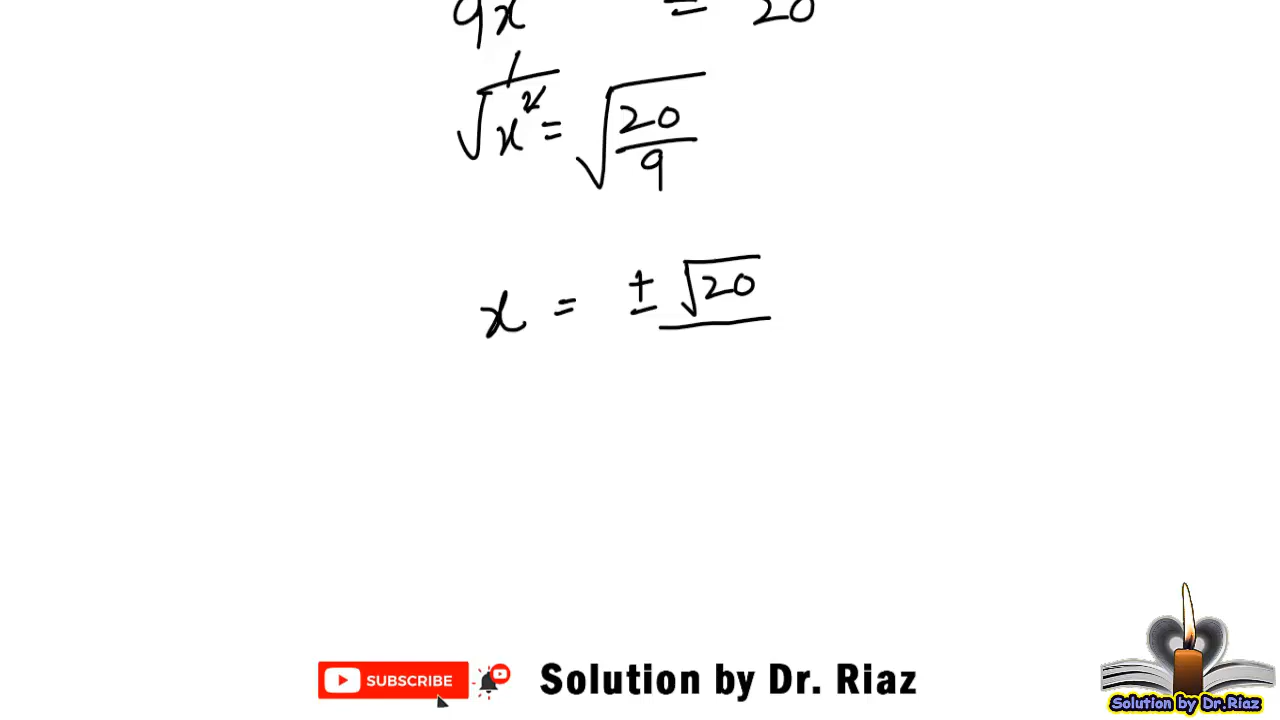 9x = 20
√x² = √20/9
x = ± √20
SUBSCRIBE
Solution by Dr. Riaz
Solution by Dr.Riaz